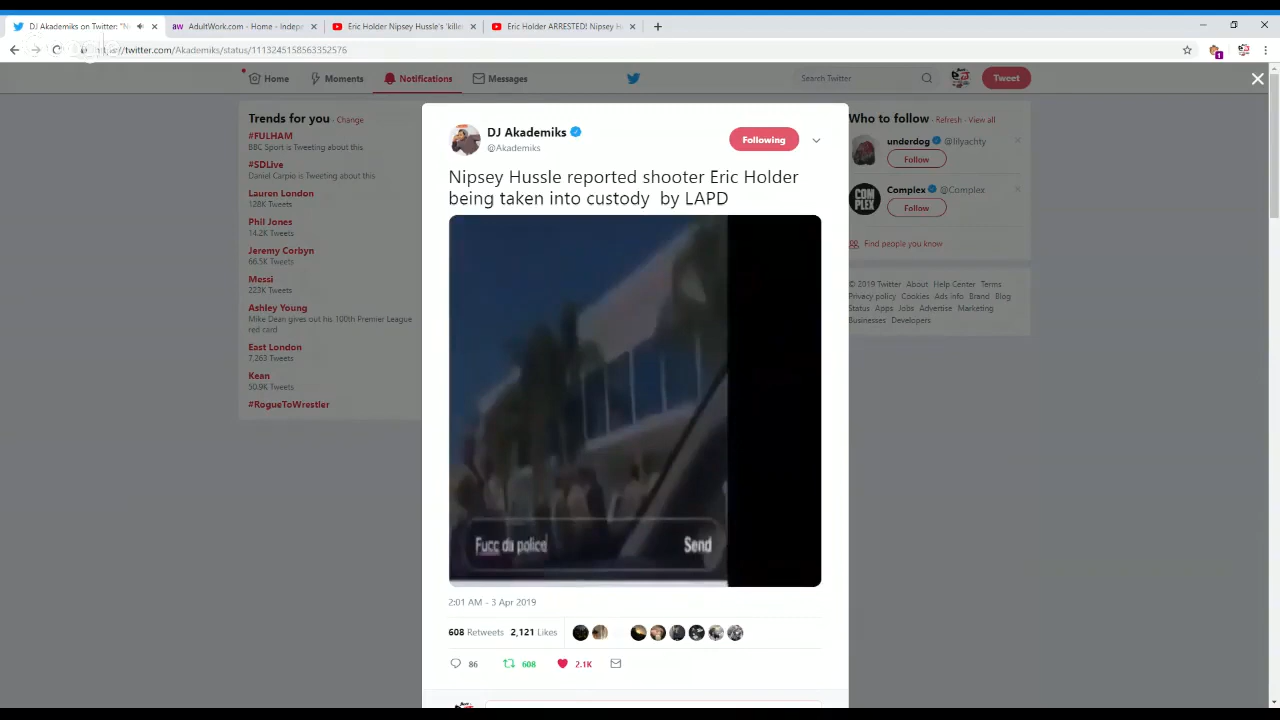 DJ Akademiks on Twitter: "N
AdultWork.com - Home - Indepe
Eric Holder Nipsey Hussle's 'kille
Eric Holder ARRESTED! Nipsey H
//twitter.com/Akademiks/status/1113245158563352576
1
Home
Moments
Notifications
Messages
Search Twitter
Tweet
Trends for you · Change
#FULHAM
BBC Sport is Tweeting about this
#SDLive
Daniel Carpio is Tweeting about this
Lauren London
128K Tweets
Phil Jones
14.2K Tweets
Jeremy Corbyn
66.5K Tweets
Messi
223K Tweets
Ashley Young
Mike Dean gives out his 100th Premier League
red card
East London
7,263 Tweets
Kean
50.9K Tweets
#RogueToWrestler
DJ Akademiks
@Akademiks
Following
Nipsey Hussle reported shooter Eric Holder
being taken into custody by LAPD
Fucc da police
Send
2:01 AM - 3 Apr 2019
608 Retweets 2,121 Likes
86 608 2.1K
Who to follow · Refresh · View all
underdog @lilyachty
Follow
COMPLEX
Complex @Complex
Follow
Find people you know
© 2019 Twitter About Help Center Terms
Privacy policy Cookies Ads info Brand Blog
Status Apps Jobs Advertise Marketing
Businesses Developers